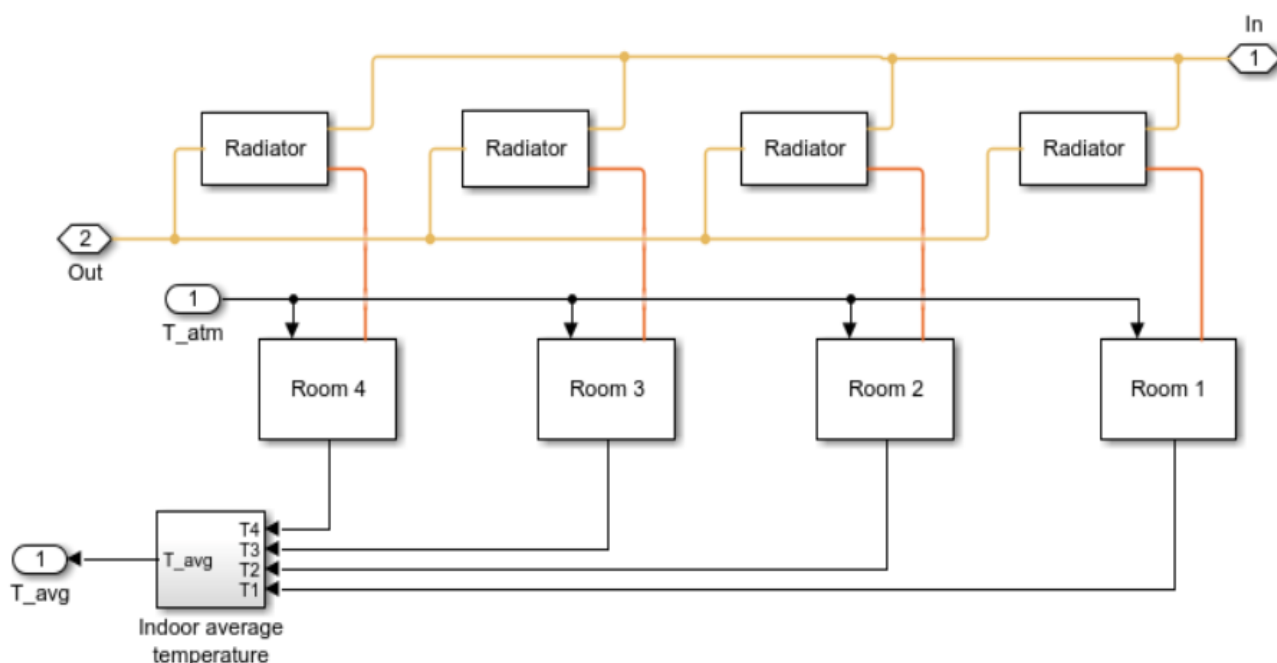 In
1
Radiator
Radiator
Radiator
Radiator
2
Out
1
T_atm
Room 4
Room 3
Room 2
Room 1
T4
T3
T2
T1
T_avg
1
T_avg
Indoor average
temperature